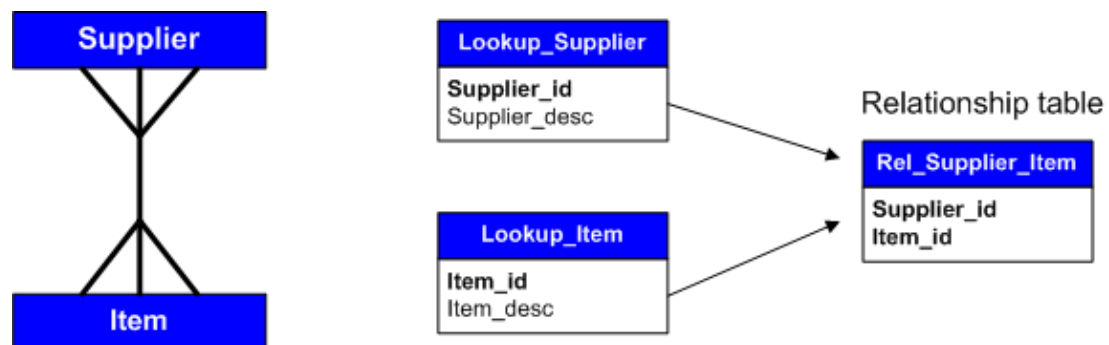 Supplier
Item
Lookup_Supplier
Supplier_id
Supplier_desc
Lookup_Item
Item_id
Item_desc
Relationship table
Rel_Supplier_Item
Supplier_id
Item_id